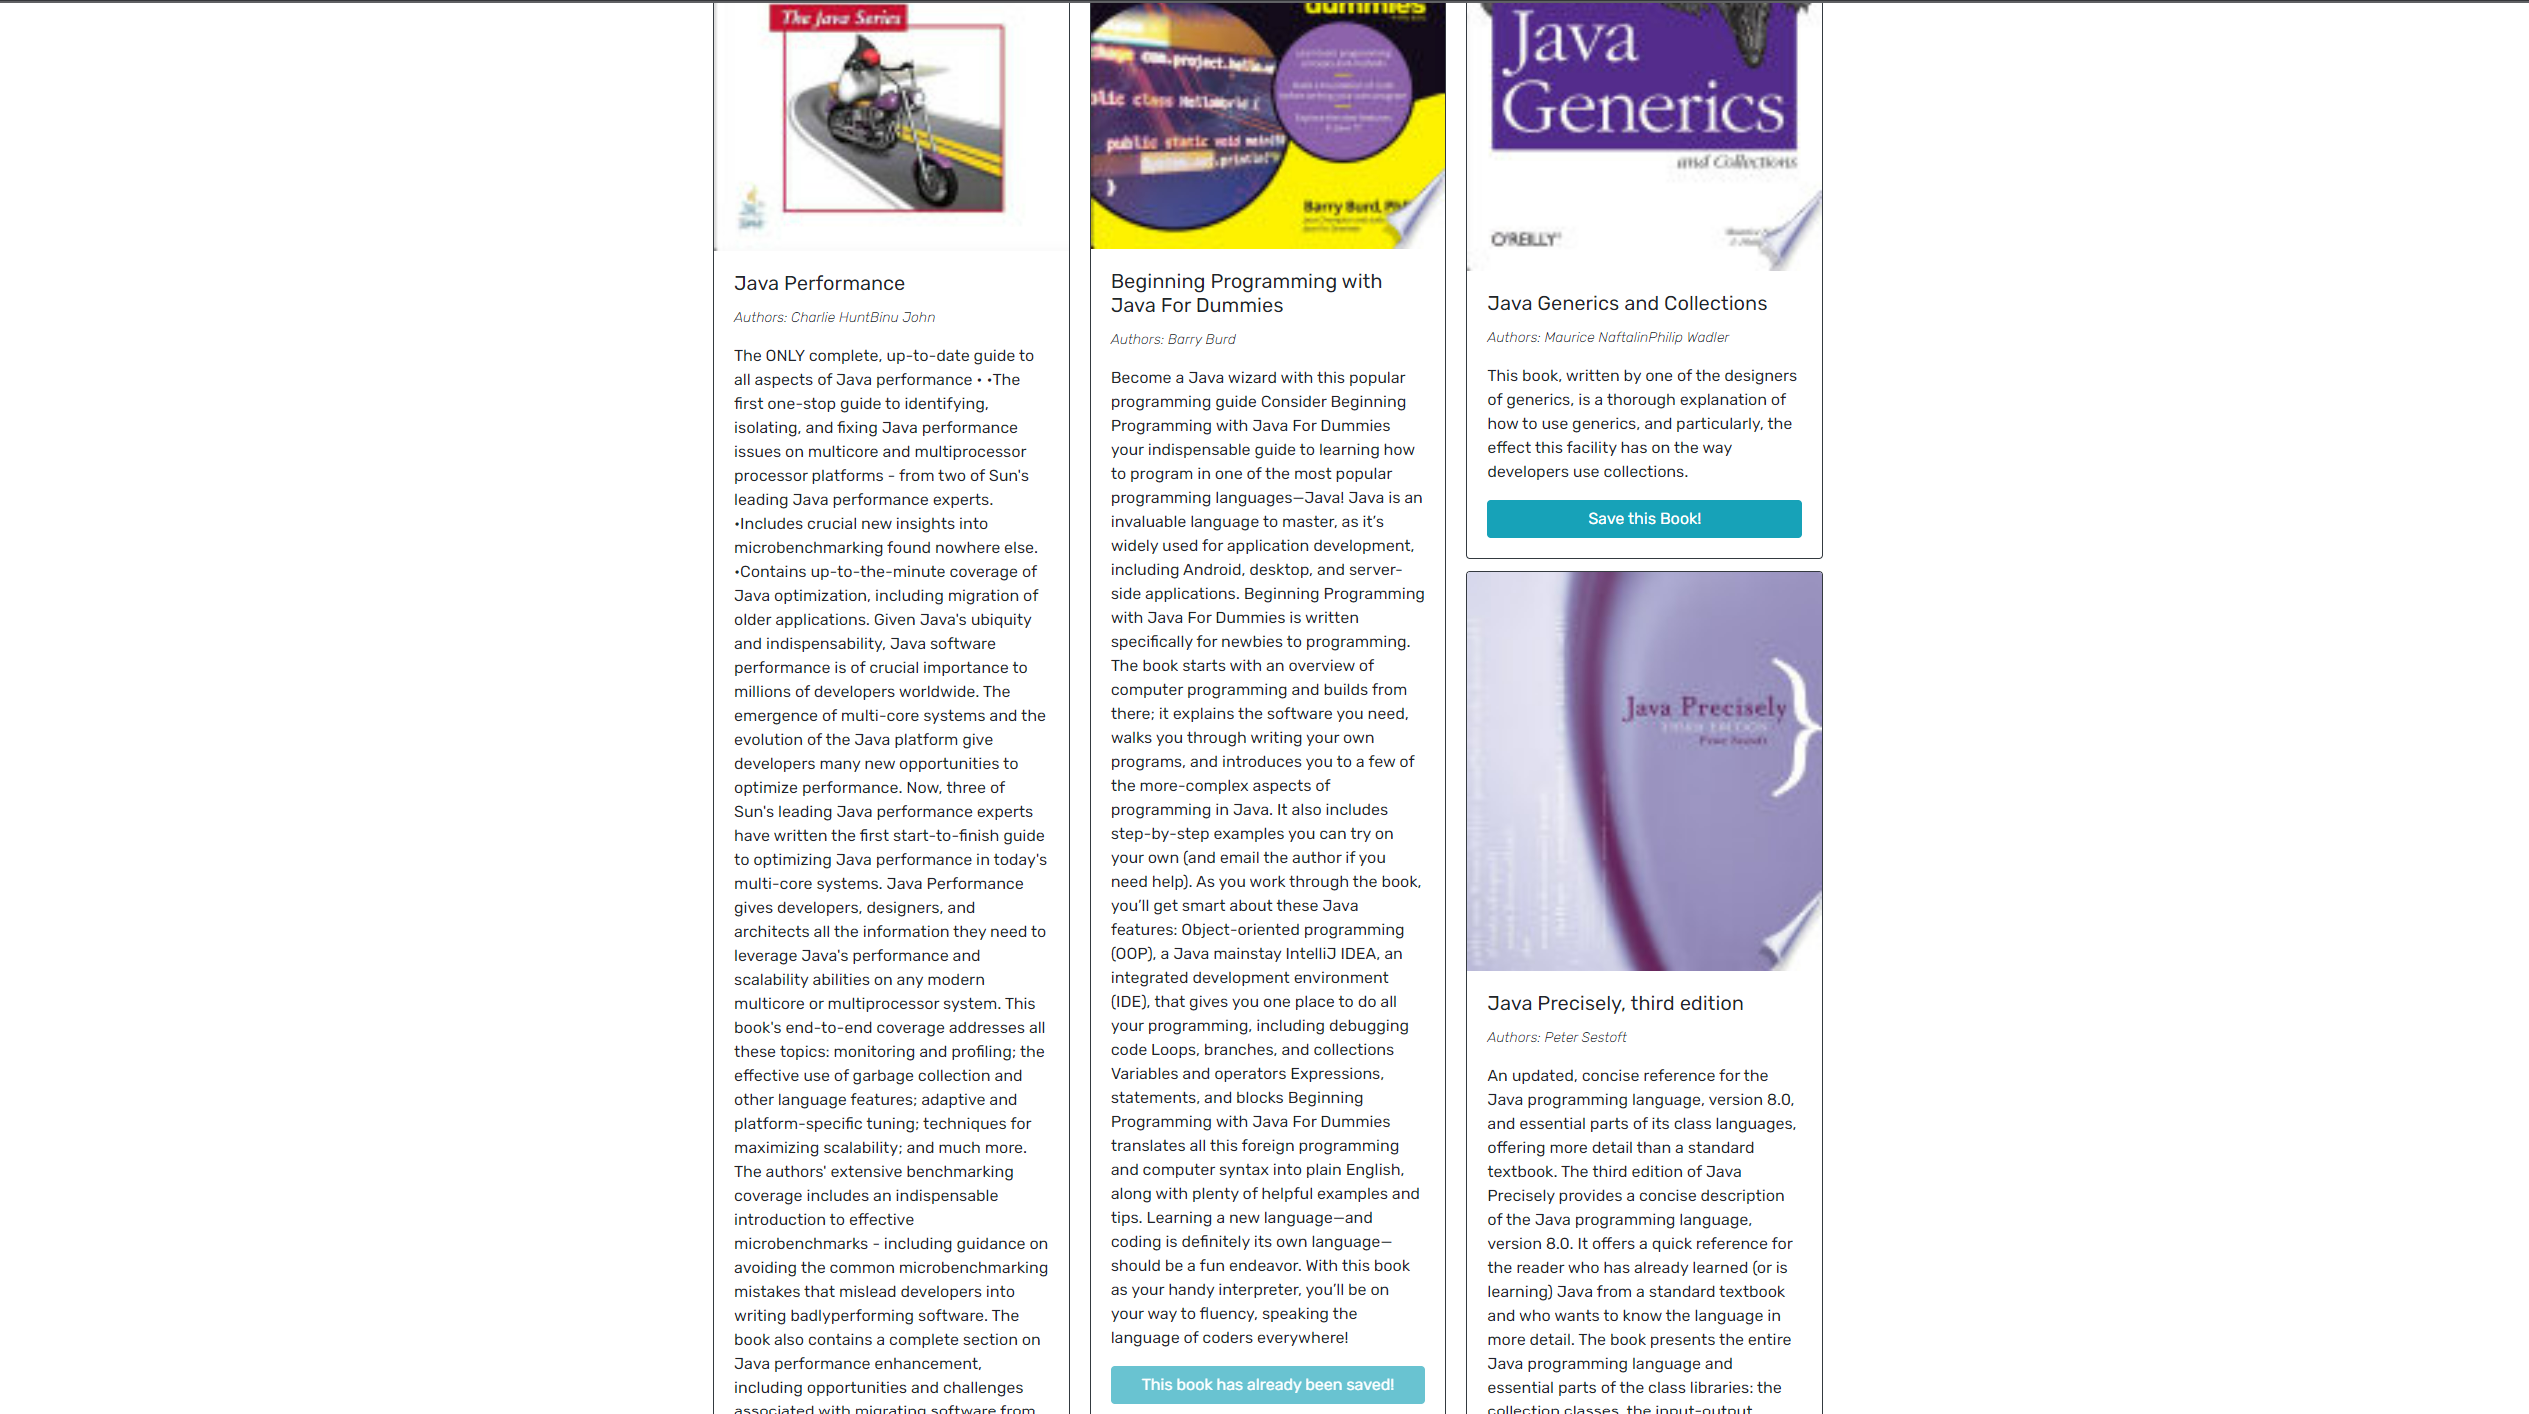 The Java Series
Java Performance
Authors: Charlie HuntBinu John
The ONLY complete, up-to-date guide to
all aspects of Java performance • •The
first one-stop guide to identifying,
isolating, and fixing Java performance
issues on multicore and multiprocessor
processor platforms - from two of Sun's
leading Java performance experts.
•Includes crucial new insights into
microbenchmarking found nowhere else.
•Contains up-to-the-minute coverage of
Java optimization, including migration of
older applications. Given Java's ubiquity
and indispensability, Java software
performance is of crucial importance to
millions of developers worldwide. The
emergence of multi-core systems and the
evolution of the Java platform give
developers many new opportunities to
optimize performance. Now, three of
Sun's leading Java performance experts
have written the first start-to-finish guide
to optimizing Java performance in today's
multi-core systems. Java Performance
gives developers, designers, and
architects all the information they need to
leverage Java's performance and
scalability abilities on any modern
multicore or multiprocessor system. This
book's end-to-end coverage addresses all
these topics: monitoring and profiling; the
effective use of garbage collection and
other language features; adaptive and
platform-specific tuning; techniques for
maximizing scalability; and much more.
The authors' extensive benchmarking
coverage includes an indispensable
introduction to effective
microbenchmarks - including guidance on
avoiding the common microbenchmarking
mistakes that mislead developers into
writing badlyperforming software. The
book also contains a complete section on
Java performance enhancement,
including opportunities and challenges
associated with migrating software from
dummies
com.project.hello
class HelloWorld {
public static void main
System.out.println("
}
Barry Burd, Ph
Beginning Programming with
Java For Dummies
Authors: Barry Burd
Become a Java wizard with this popular
programming guide Consider Beginning
Programming with Java For Dummies
your indispensable guide to learning how
to program in one of the most popular
programming languages—Java! Java is an
invaluable language to master, as it’s
widely used for application development,
including Android, desktop, and server-
side applications. Beginning Programming
with Java For Dummies is written
specifically for newbies to programming.
The book starts with an overview of
computer programming and builds from
there; it explains the software you need,
walks you through writing your own
programs, and introduces you to a few of
the more-complex aspects of
programming in Java. It also includes
step-by-step examples you can try on
your own (and email the author if you
need help). As you work through the book,
you’ll get smart about these Java
features: Object-oriented programming
(OOP), a Java mainstay IntelliJ IDEA, an
integrated development environment
(IDE), that gives you one place to do all
your programming, including debugging
code Loops, branches, and collections
Variables and operators Expressions,
statements, and blocks Beginning
Programming with Java For Dummies
translates all this foreign programming
and computer syntax into plain English,
along with plenty of helpful examples and
tips. Learning a new language—and
coding is definitely its own language—
should be a fun endeavor. With this book
as your handy interpreter, you’ll be on
your way to fluency, speaking the
language of coders everywhere!
This book has already been saved!
Java
Generics
and Collections
O'REILLY®
Java Generics and Collections
Authors: Maurice NaftalinPhilip Wadler
This book, written by one of the designers
of generics, is a thorough explanation of
how to use generics, and particularly, the
effect this facility has on the way
developers use collections.
Save this Book!
Java Precisely
THIRD EDITION
Peter Sestoft
}
Java Precisely, third edition
Authors: Peter Sestoft
An updated, concise reference for the
Java programming language, version 8.0,
and essential parts of its class languages,
offering more detail than a standard
textbook. The third edition of Java
Precisely provides a concise description
of the Java programming language,
version 8.0. It offers a quick reference for
the reader who has already learned (or is
learning) Java from a standard textbook
and who wants to know the language in
more detail. The book presents the entire
Java programming language and
essential parts of the class libraries: the
collection classes, the input-output